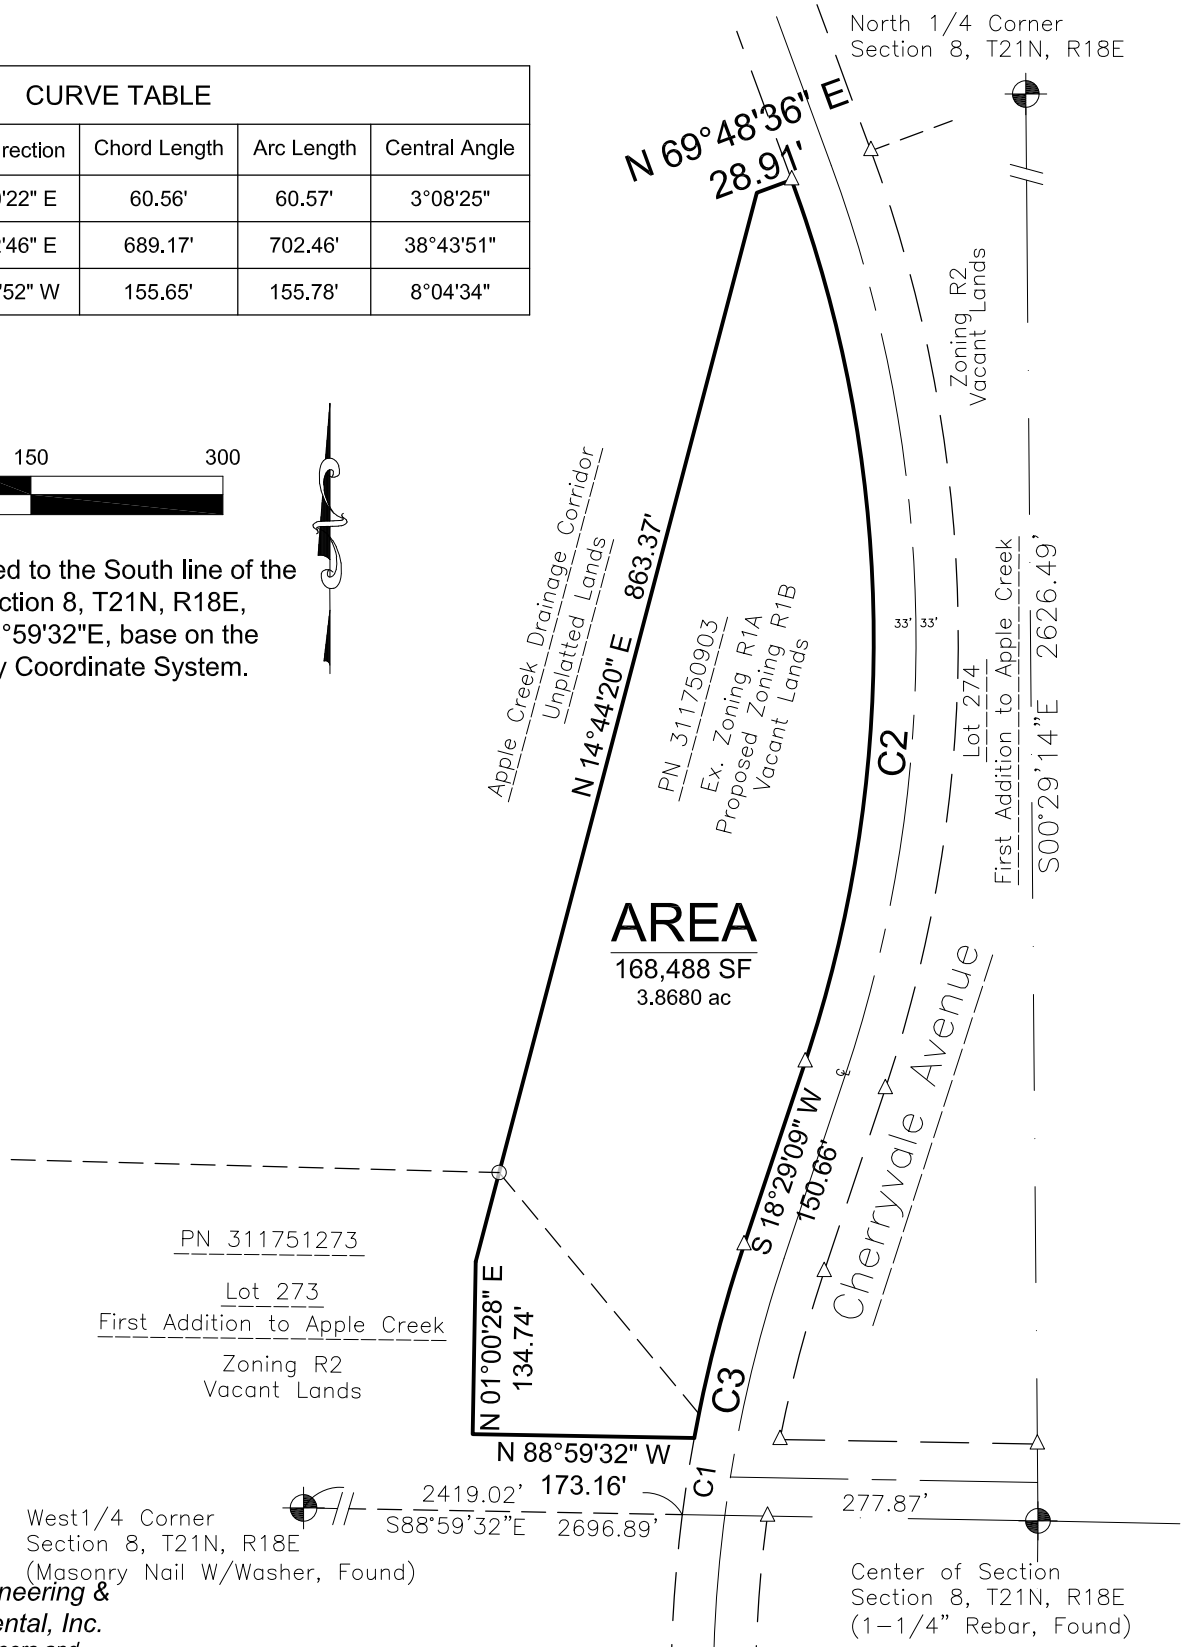 North 1/4 Corner
Section 8, T21N, R18E
CURVE TABLE
rection Chord Length Arc Length Central Angle
'22" E 60.56' 60.57' 3°08'25"
'46" E 689.17' 702.46' 38°43'51"
'52" W 155.65' 155.78' 8°04'34"
N 69°48'36" E
28.91'
Zoning R2
Vacant Lands
150 300
ed to the South line of the
ction 8, T21N, R18E,
°59'32"E, base on the
y Coordinate System.
Apple Creek Drainage Corridor
Unplatted Lands
N 14°44'20" E 863.37'
PN 311750903
Ex. Zoning R1A
Proposed Zoning R1B
Vacant Lands
33' 33'
C2
Lot 274
First Addition to Apple Creek
S00°29'14"E 2626.49'
AREA
168,488 SF
3.8680 ac
S 18°29'09" W
150.66'
Cherryvale Avenue
PN 311751273
Lot 273
First Addition to Apple Creek
Zoning R2
Vacant Lands
N 01°00'28" E
134.74'
C3
N 88°59'32" W
173.16'
C1
2419.02'
S88°59'32"E 2696.89'
277.87'
West1/4 Corner
Section 8, T21N, R18E
(Masonry Nail W/Washer, Found)
Center of Section
Section 8, T21N, R18E
(1-1/4" Rebar, Found)
neering &
ental, Inc.